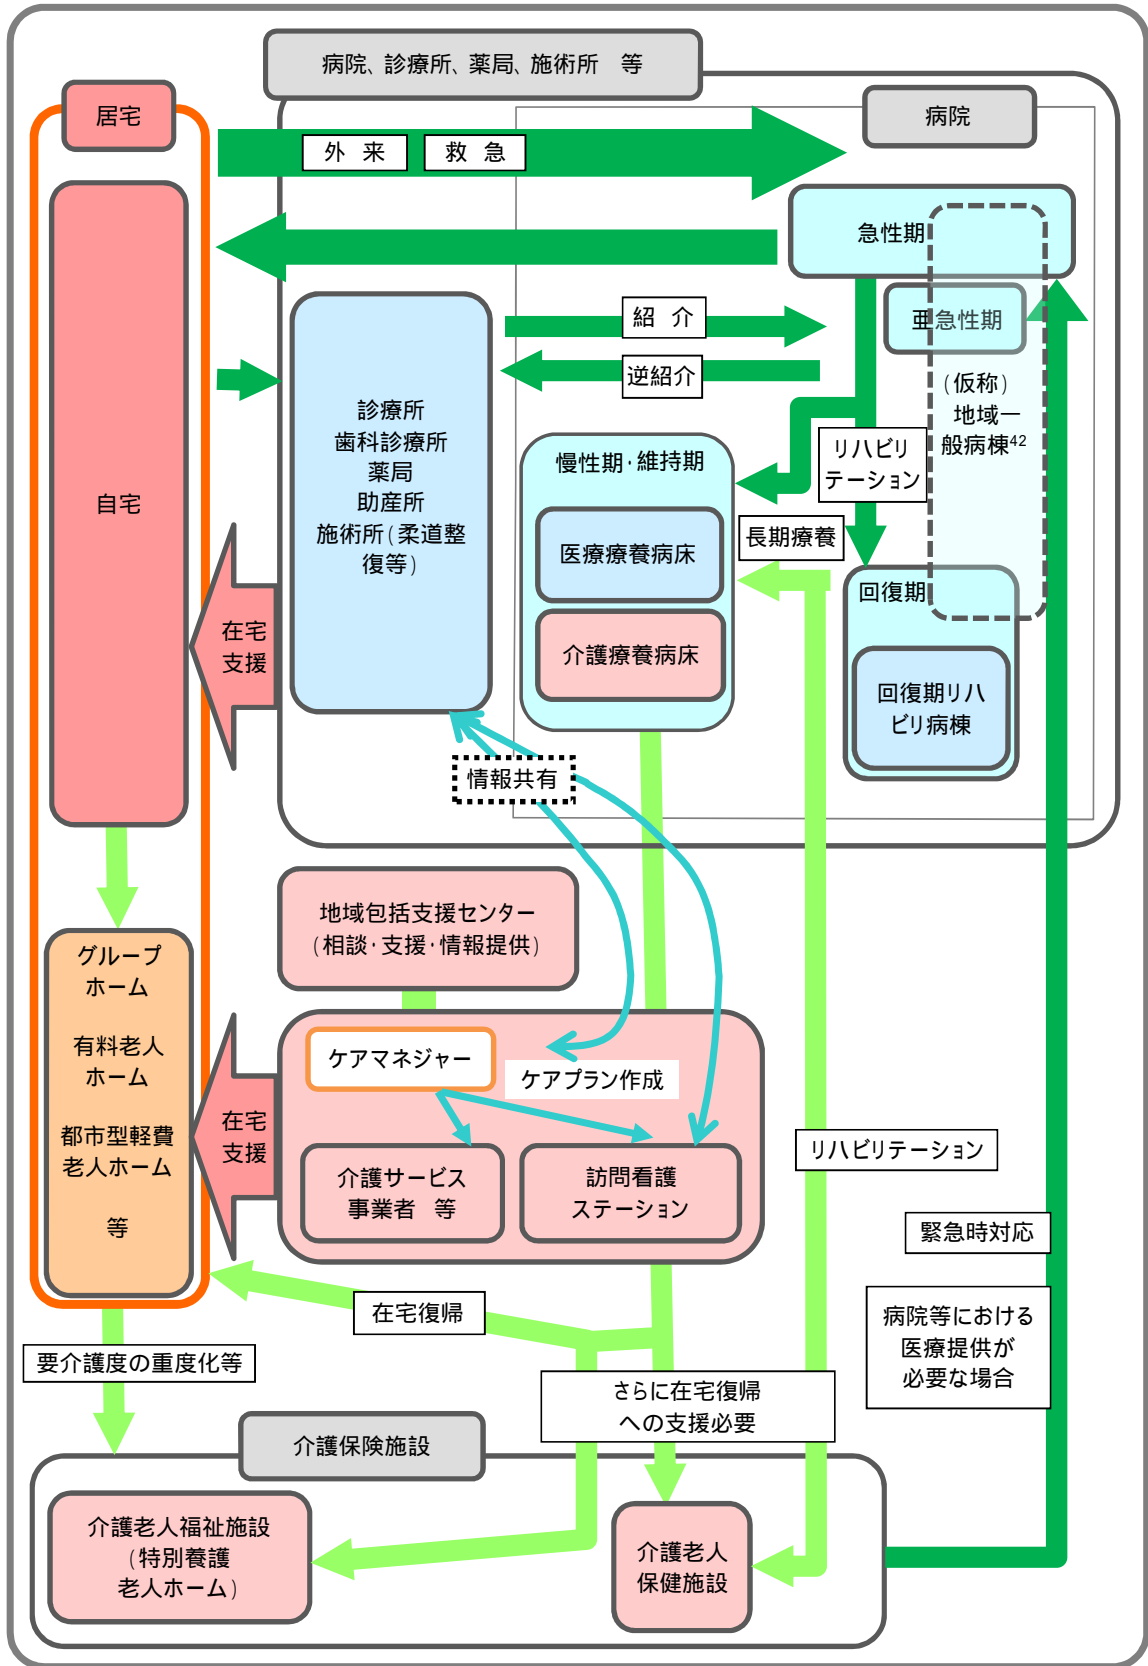 病院、診療所、薬局、施術所　等
居宅
病院
外　来
救　急
急性期
亜急性期
紹　介
逆紹介
(仮称)
地域一
般病棟42
自宅
診療所
歯科診療所
薬局
助産所
施術所(柔道整
復等)
慢性期・維持期
リハビリ
テーション
長期療養
医療療養病床
介護療養病床
回復期
回復期リハ
ビリ病棟
在宅
支援
情報共有
地域包括支援センター
(相談・支援・情報提供)
グループ
ホーム
有料老人
ホーム
都市型軽費
老人ホーム
等
ケアマネジャー
ケアプラン作成
在宅
支援
介護サービス
事業者　等
訪問看護
ステーション
リハビリテーション
緊急時対応
在宅復帰
病院等における
医療提供が
必要な場合
要介護度の重度化等
さらに在宅復帰
への支援必要
介護保険施設
介護老人福祉施設
(特別養護
老人ホーム)
介護老人
保健施設